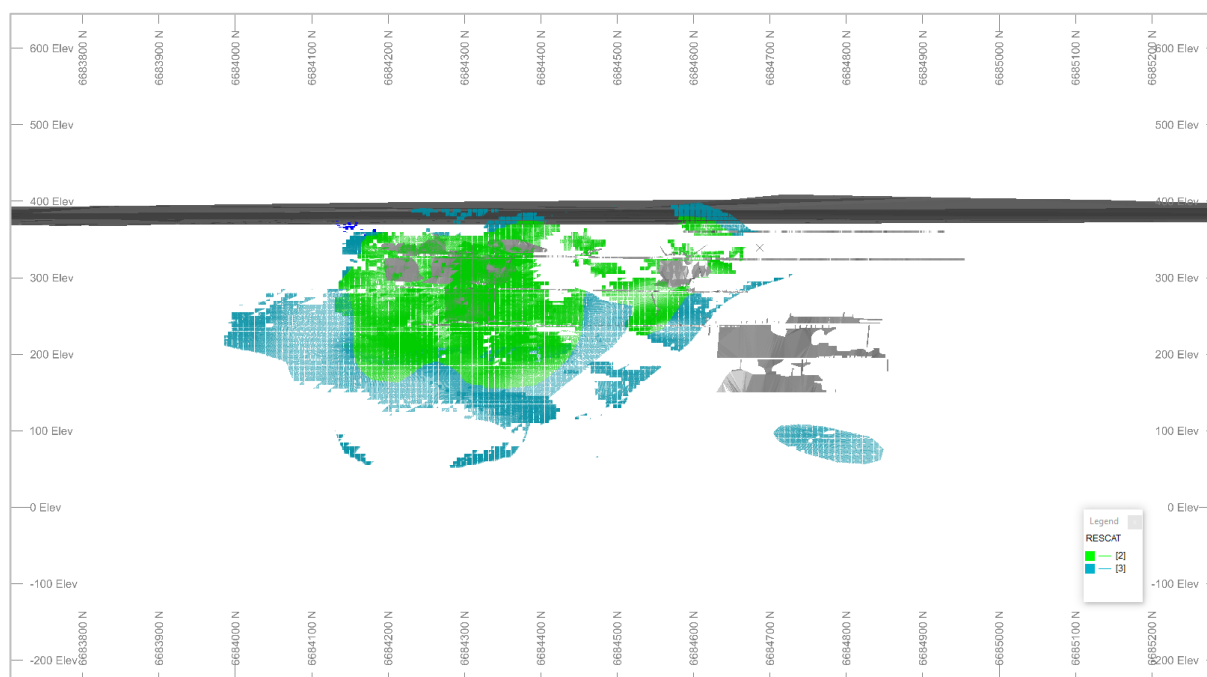 6683800 N
6683900 N
6684000 N
6684100 N
6684200 N
6684300 N
6684400 N
6684500 N
6684600 N
6684700 N
6684800 N
6684900 N
6685000 N
6685100 N
6685200 N
600 Elev
600 Elev
500 Elev
500 Elev
400 Elev
400 Elev
300 Elev
300 Elev
200 Elev
200 Elev
100 Elev
100 Elev
0 Elev
0 Elev
Legend
RESCAT
[2]
[3]
-100 Elev
-100 Elev
-200 Elev
-200 Elev
6683800 N
6683900 N
6684000 N
6684100 N
6684200 N
6684300 N
6684400 N
6684500 N
6684600 N
6684700 N
6684800 N
6684900 N
6685000 N
6685100 N
6685200 N